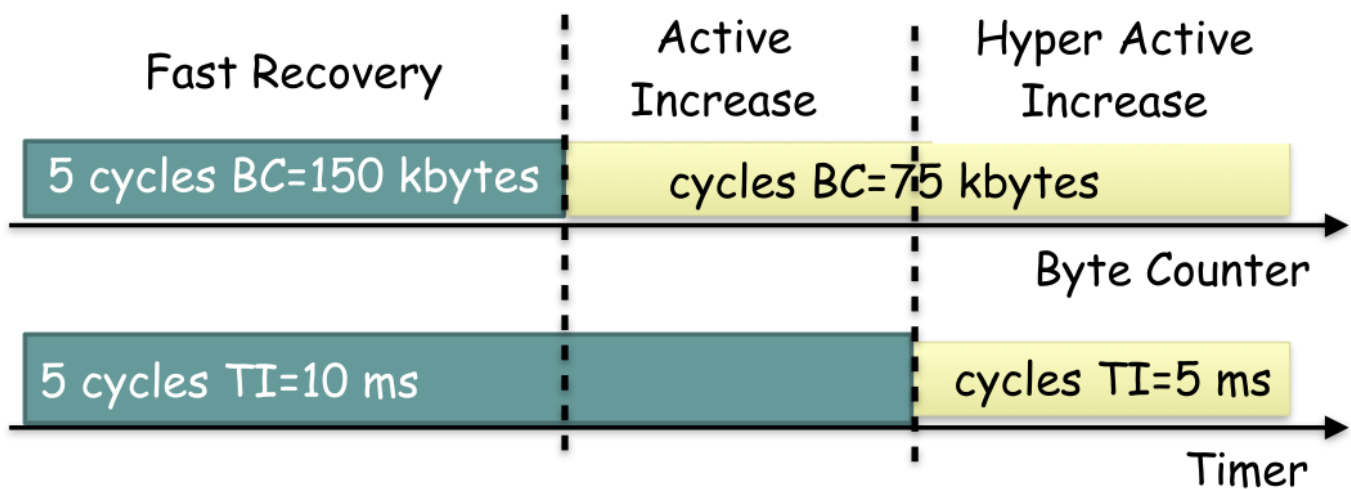 Fast Recovery
Active
Increase
Hyper Active
Increase
5 cycles BC=150 kbytes
cycles BC=75 kbytes
Byte Counter
5 cycles TI=10 ms
cycles TI=5 ms
Timer